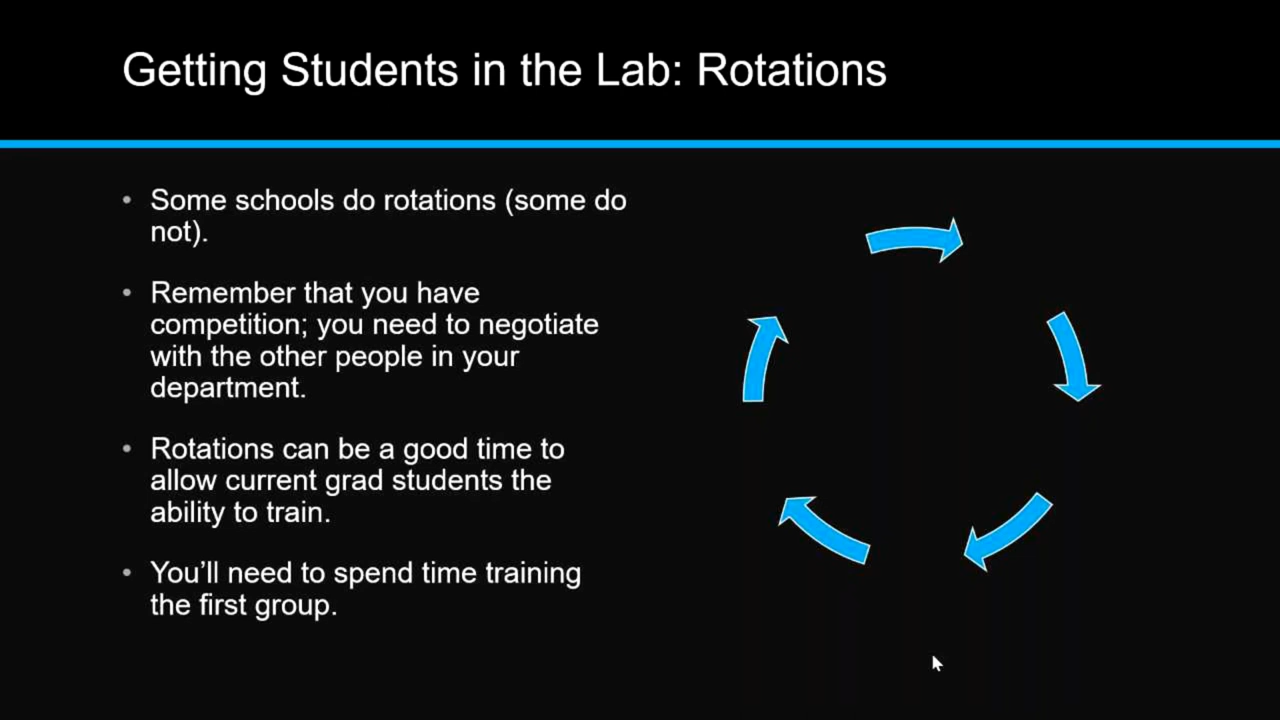 Getting Students in the Lab: Rotations
• Some schools do rotations (some do
not).
• Remember that you have
competition; you need to negotiate
with the other people in your
department.
• Rotations can be a good time to
allow current grad students the
ability to train.
• You’ll need to spend time training
the first group.